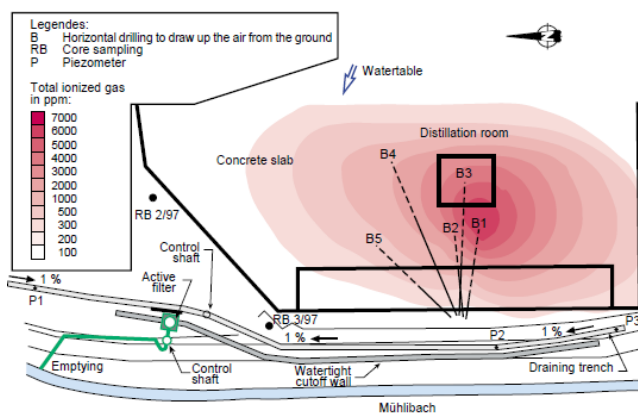 Legendes:
B Horizontal drilling to draw up the air from the ground
RB Core sampling
P Piezometer
Total ionized gas
in ppm:
7000
6000
5000
4000
3000
2000
1000
500
300
200
100
Watertable
Distillation room
Concrete slab
B4
B3
B2
B1
B5
RB 2/97
Control
shaft
Active
filter
1 %
P1
RB 3/97
1 %
P2
1 %
P3
Emptying
Control
shaft
Watertight
cutoff wall
Draining trench
Mühlibach